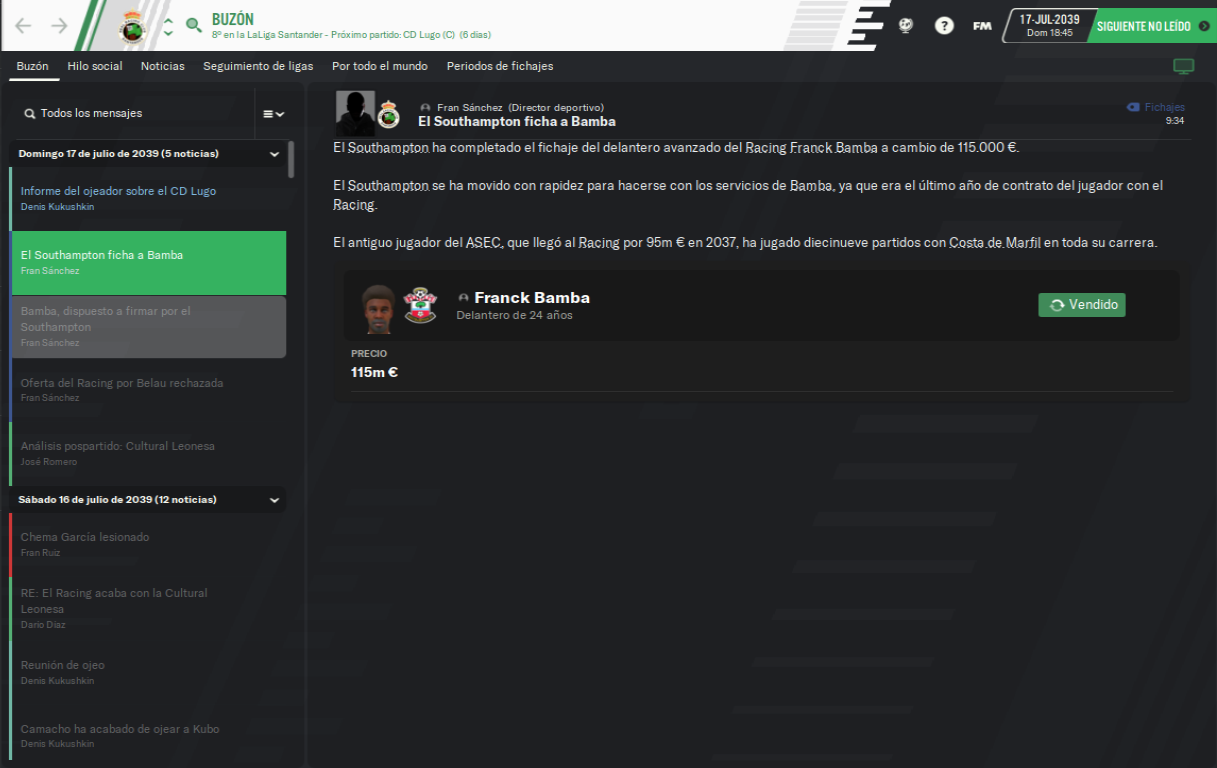 BUZÓN
8º en la LaLiga Santander - Próximo partido: CD Lugo (C) (6 días)
?
FM
17-JUL-2039
Dom 18:45
SIGUIENTE NO LEÍDO
Buzón
Hilo social
Noticias
Seguimiento de ligas
Por todo el mundo
Periodos de fichajes
Todos los mensajes
Domingo 17 de julio de 2039 (5 noticias)
Informe del ojeador sobre el CD Lugo
Denis Kukushkin
El Southampton ficha a Bamba
Fran Sánchez
Bamba, dispuesto a firmar por el
Southampton
Fran Sánchez
Oferta del Racing por Belau rechazada
Fran Sánchez
Análisis pospartido: Cultural Leonesa
José Romero
Sábado 16 de julio de 2039 (12 noticias)
Chema García lesionado
Fran Ruiz
RE: El Racing acaba con la Cultural
Leonesa
Darío Díaz
Reunión de ojeo
Denis Kukushkin
Camacho ha acabado de ojear a Kubo
Denis Kukushkin
Fran Sánchez (Director deportivo)
El Southampton ficha a Bamba
Fichajes
9:34
El Southampton ha completado el fichaje del delantero avanzado del Racing Franck Bamba a cambio de 115.000 €.
El Southampton se ha movido con rapidez para hacerse con los servicios de Bamba, ya que era el último año de contrato del jugador con el
Racing.
El antiguo jugador del ASEC, que llegó al Racing por 95m € en 2037, ha jugado diecinueve partidos con Costa de Marfil en toda su carrera.
Franck Bamba
Delantero de 24 años
Vendido
PRECIO
115m €